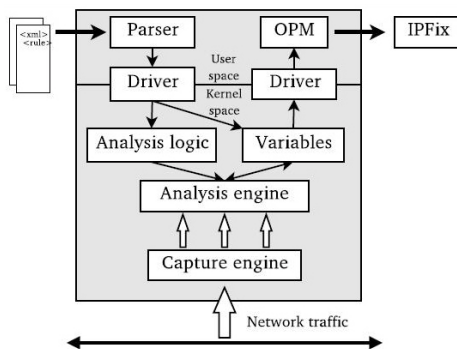 <xml>
<rule>
Parser
OPM
IPFix
User
space
Driver
Driver
Kernel
space
Analysis logic
Variables
Analysis engine
Capture engine
Network traffic